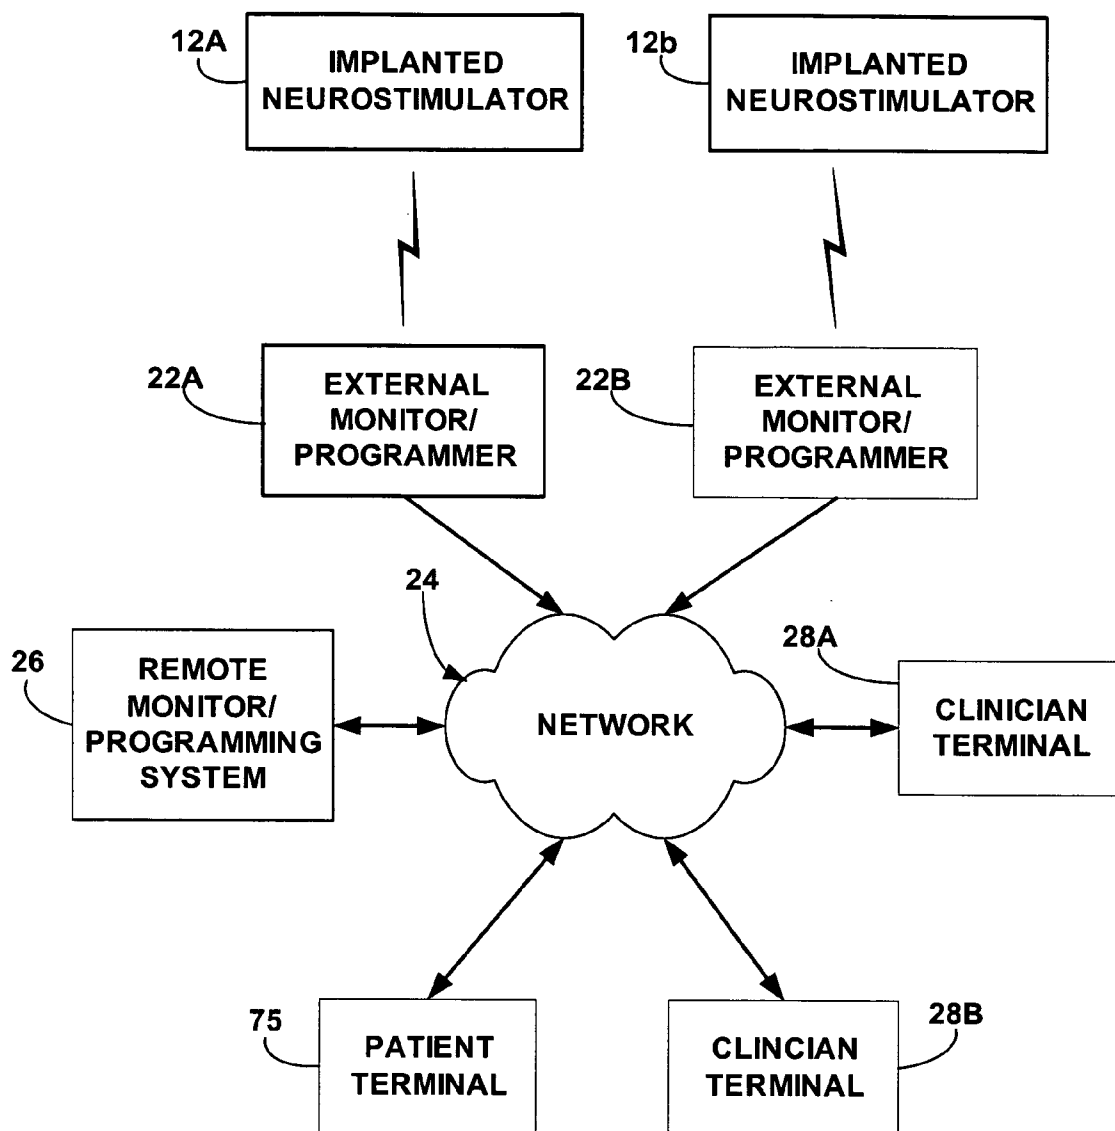 12A
IMPLANTED
NEUROSTIMULATOR
12b
IMPLANTED
NEUROSTIMULATOR
22A
EXTERNAL
MONITOR/
PROGRAMMER
22B
EXTERNAL
MONITOR/
PROGRAMMER
24
26
REMOTE
MONITOR/
PROGRAMMING
SYSTEM
NETWORK
28A
CLINICIAN
TERMINAL
75
PATIENT
TERMINAL
CLINCIAN
TERMINAL
28B